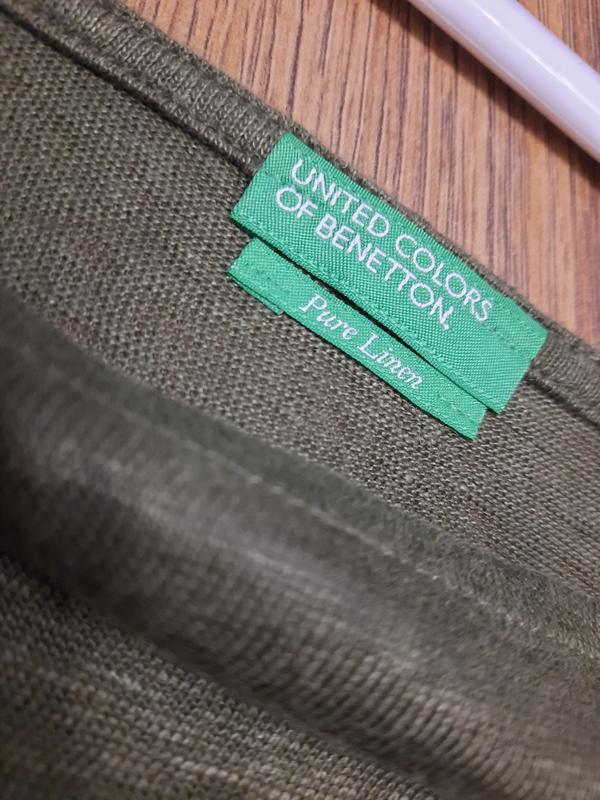 UNITED COLORS
OF BENETTON.
Pure Linen